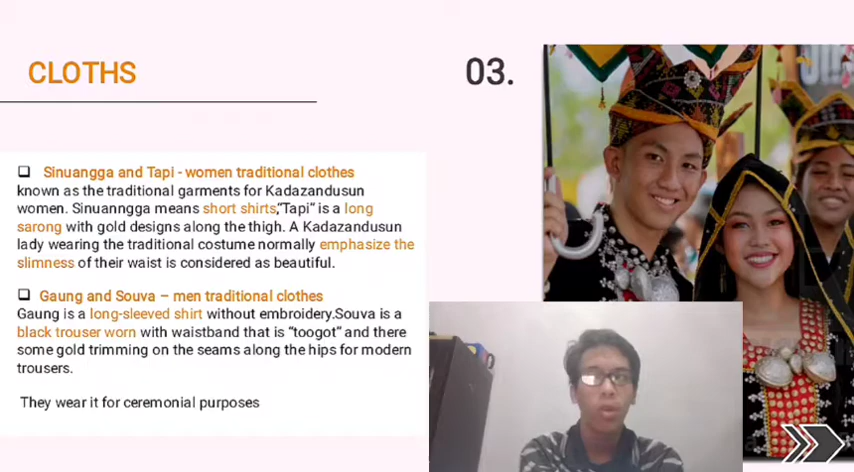 CLOTHS
03.
Sinuangga and Tapi - women traditional clothes
known as the traditional garments for Kadazandusun
women. Sinuanngga means short shirts,"Tapi" is a long
sarong with gold designs along the thigh. A Kadazandusun
lady wearing the traditional costume normally emphasize the
slimness of their waist is considered as beautiful.
Gaung and Souva – men traditional clothes
Gaung is a long-sleeved shirt without embroidery.Souva is a
black trouser worn with waistband that is "toogot" and there
some gold trimming on the seams along the hips for modern
trousers.
They wear it for ceremonial purposes